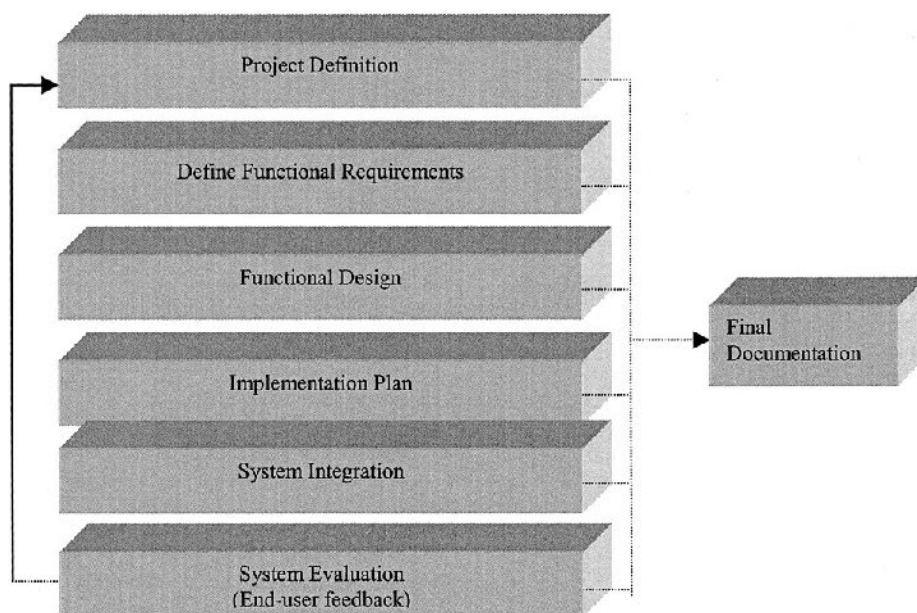 Project Definition
Define Functional Requirements
Functional Design
Final
Documentation
Implementation Plan
System Integration
System Evaluation
(End-user feedback)